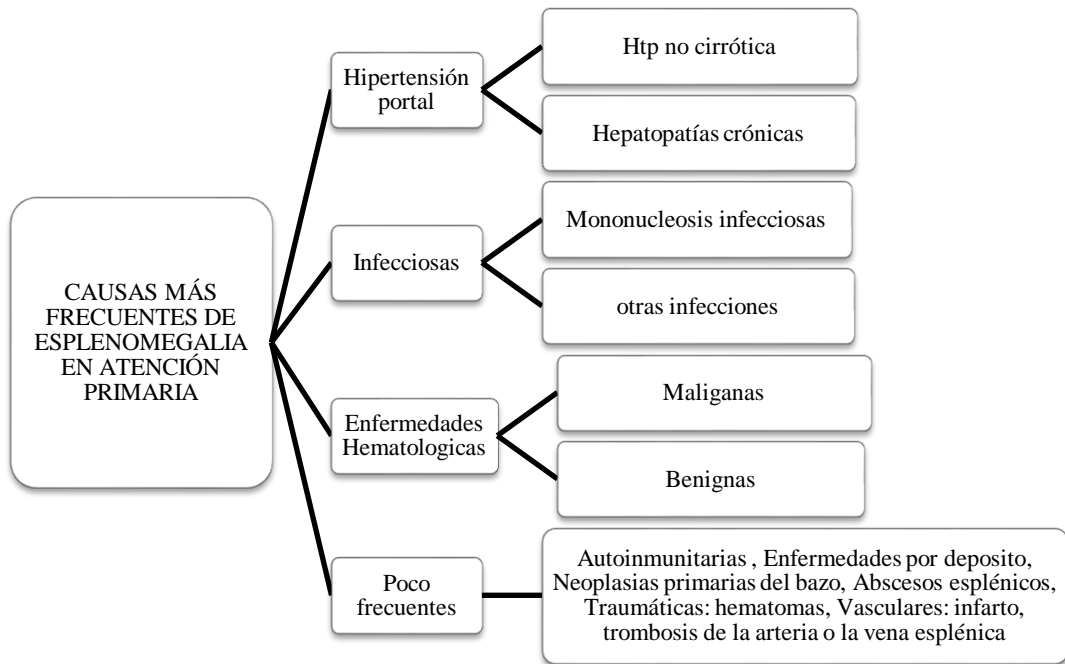 CAUSAS MÁS
FRECUENTES DE
ESPLENOMEGALIA
EN ATENCIÓN
PRIMARIA
Hipertensión
portal
Htp no cirrótica
Hepatopatías crónicas
Infecciosas
Mononucleosis infecciosas
otras infecciones
Enfermedades
Hematologicas
Maliganas
Benignas
Poco
frecuentes
Autoinmunitarias , Enfermedades por deposito,
Neoplasias primarias del bazo, Abscesos esplénicos,
Traumáticas: hematomas, Vasculares: infarto,
trombosis de la arteria o la vena esplénica